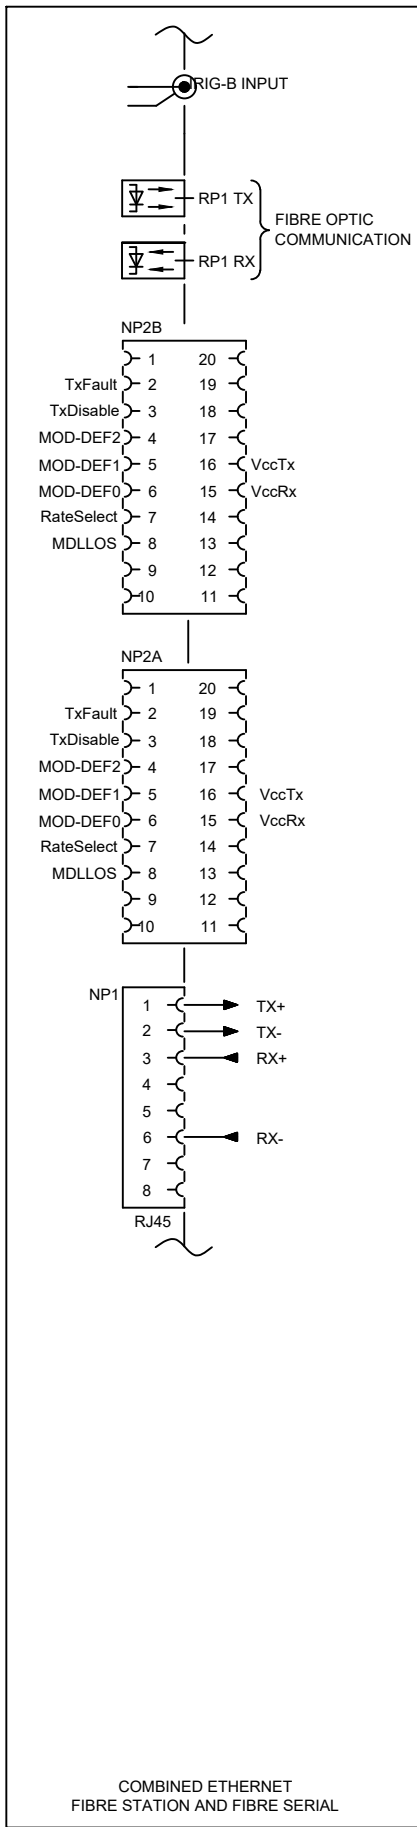 IRIG-B INPUT
RP1 TX
FIBRE OPTIC
COMMUNICATION
RP1 RX
NP2B
1 20
TxFault 2 19
TxDisable 3 18
MOD-DEF2 4 17
MOD-DEF1 5 16 VccTx
MOD-DEF0 6 15 VccRx
RateSelect 7 14
MDLLOS 8 13
9 12
10 11
NP2A
1 20
TxFault 2 19
TxDisable 3 18
MOD-DEF2 4 17
MOD-DEF1 5 16 VccTx
MOD-DEF0 6 15 VccRx
RateSelect 7 14
MDLLOS 8 13
9 12
10 11
NP1
1 TX+
2 TX-
3 RX+
4
5
6 RX-
7
8
RJ45
COMBINED ETHERNET
FIBRE STATION AND FIBRE SERIAL